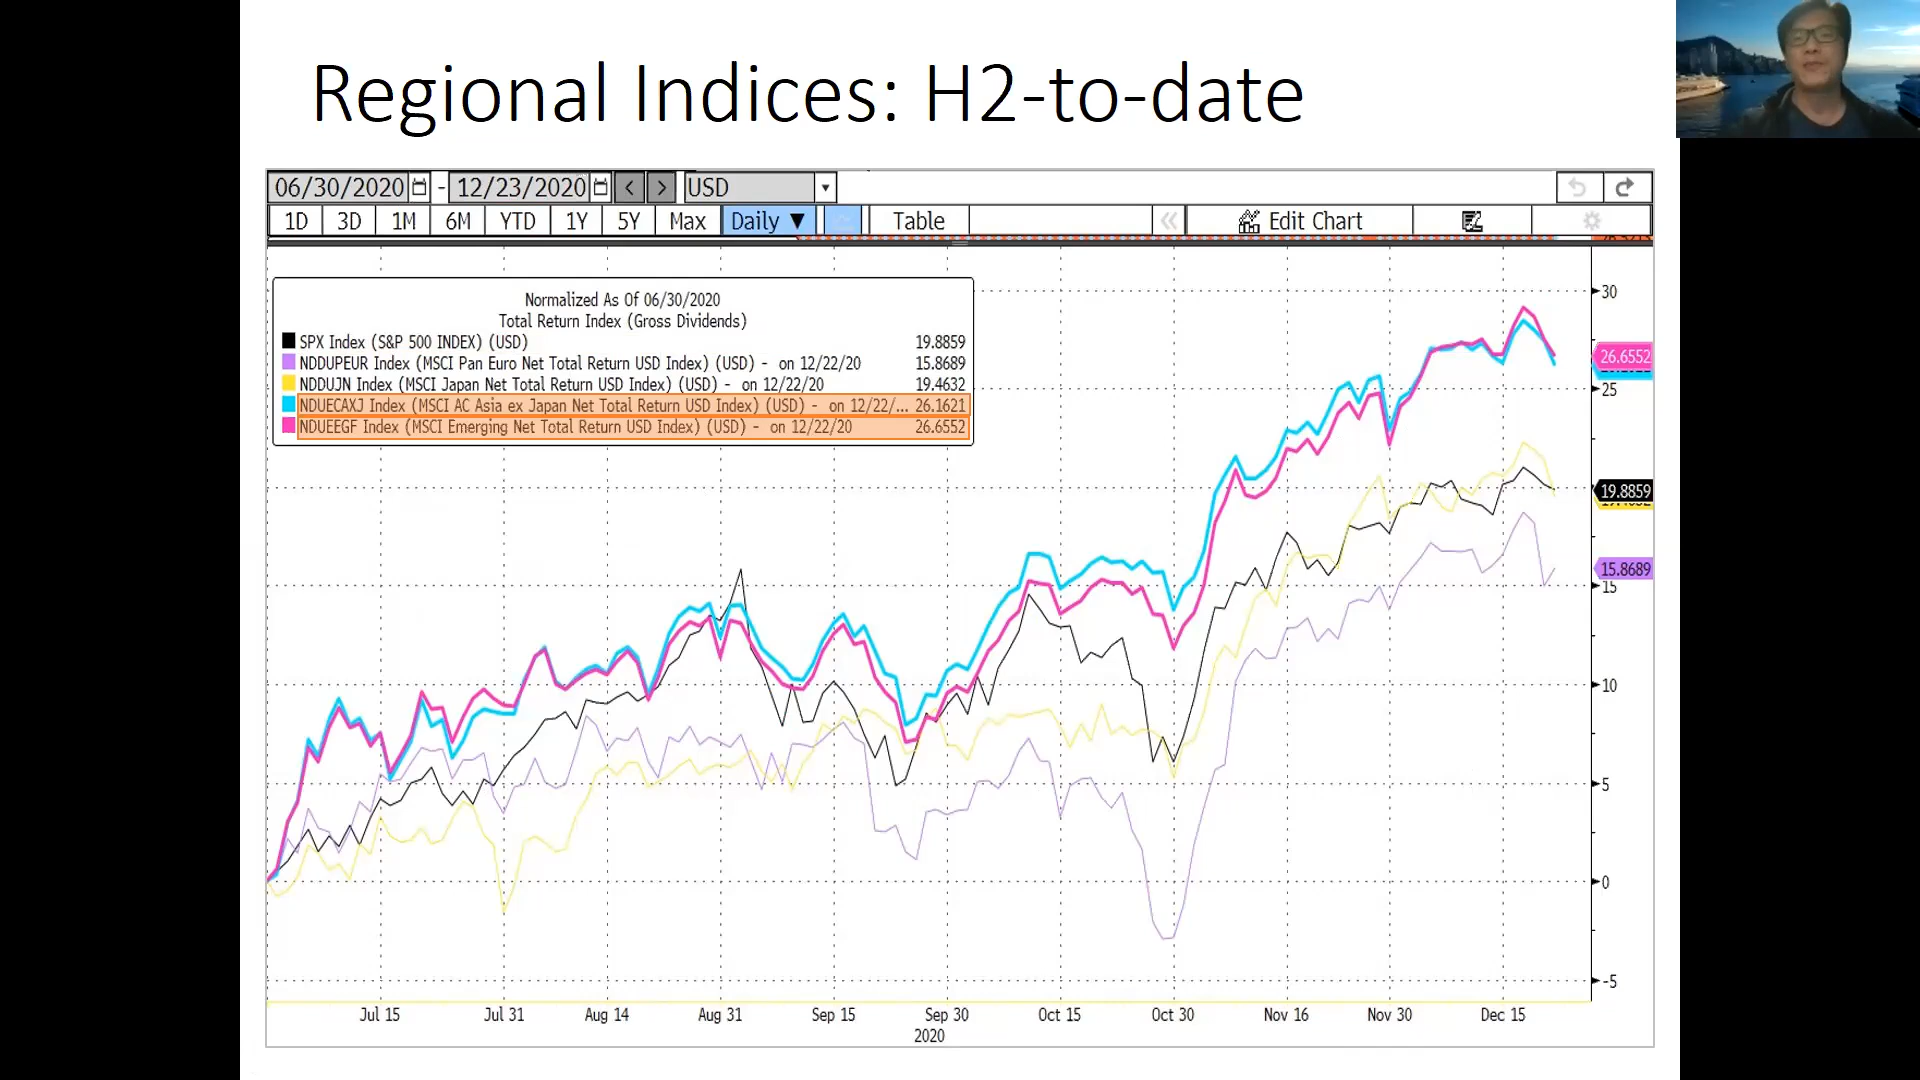 Regional Indices: H2-to-date
06/30/2020 - 12/23/2020 < > USD
1D 3D 1M 6M YTD 1Y 5Y Max Daily ▼ Table « Edit Chart
Normalized As Of 06/30/2020
Total Return Index (Gross Dividends)
SPX Index (S&P 500 INDEX) (USD) 19.8859
NDDUPEUR Index (MSCI Pan Euro Net Total Return USD Index) (USD) - on 12/22/20 15.8689
NDDUJN Index (MSCI Japan Net Total Return USD Index) (USD) - on 12/22/20 19.4632
NDUECAXJ Index (MSCI AC Asia ex Japan Net Total Return USD Index) (USD) - on 12/22/... 26.1621
NDUEEGF Index (MSCI Emerging Net Total Return USD Index) (USD) - on 12/22/20 26.6552
30
26.6552
25
19.8859
15.8689
15
10
5
0
-5
Jul 15 Jul 31 Aug 14 Aug 31 Sep 15 Sep 30 Oct 15 Oct 30 Nov 16 Nov 30 Dec 15
2020